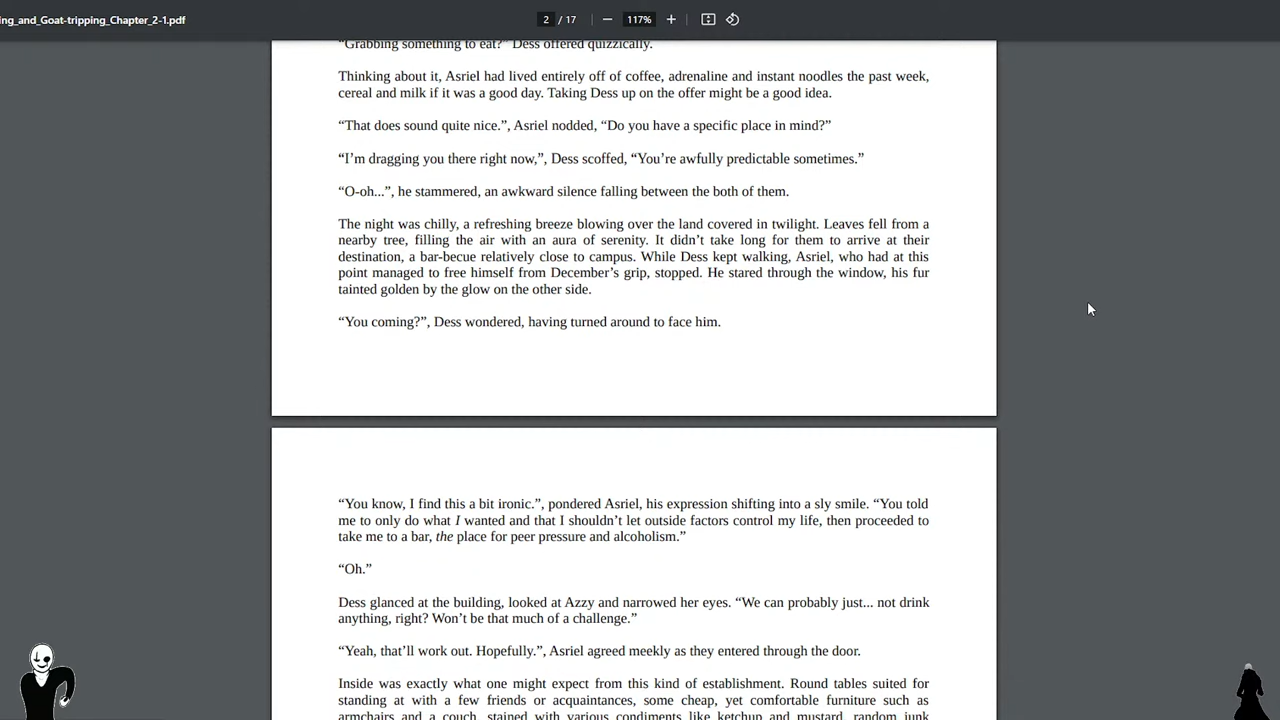 ing_and_Goat-tripping_Chapter_2-1.pdf
2 / 17
117%
“Grabbing something to eat?” Dess offered quizzically.
Thinking about it, Asriel had lived entirely off of coffee, adrenaline and instant noodles the past week,
cereal and milk if it was a good day. Taking Dess up on the offer might be a good idea.
“That does sound quite nice.”, Asriel nodded, “Do you have a specific place in mind?”
“I’m dragging you there right now,”, Dess scoffed, “You’re awfully predictable sometimes.”
“O-oh...”, he stammered, an awkward silence falling between the both of them.
The night was chilly, a refreshing breeze blowing over the land covered in twilight. Leaves fell from a
nearby tree, filling the air with an aura of serenity. It didn’t take long for them to arrive at their
destination, a bar-becue relatively close to campus. While Dess kept walking, Asriel, who had at this
point managed to free himself from December’s grip, stopped. He stared through the window, his fur
tainted golden by the glow on the other side.
“You coming?”, Dess wondered, having turned around to face him.
“You know, I find this a bit ironic.”, pondered Asriel, his expression shifting into a sly smile. “You told
me to only do what I wanted and that I shouldn’t let outside factors control my life, then proceeded to
take me to a bar, the place for peer pressure and alcoholism.”
“Oh.”
Dess glanced at the building, looked at Azzy and narrowed her eyes. “We can probably just... not drink
anything, right? Won’t be that much of a challenge.”
“Yeah, that’ll work out. Hopefully.”, Asriel agreed meekly as they entered through the door.
Inside was exactly what one might expect from this kind of establishment. Round tables suited for
standing at with a few friends or acquaintances, some cheap, yet comfortable furniture such as
armchairs and a couch, stained with various condiments like ketchup and mustard, random junk